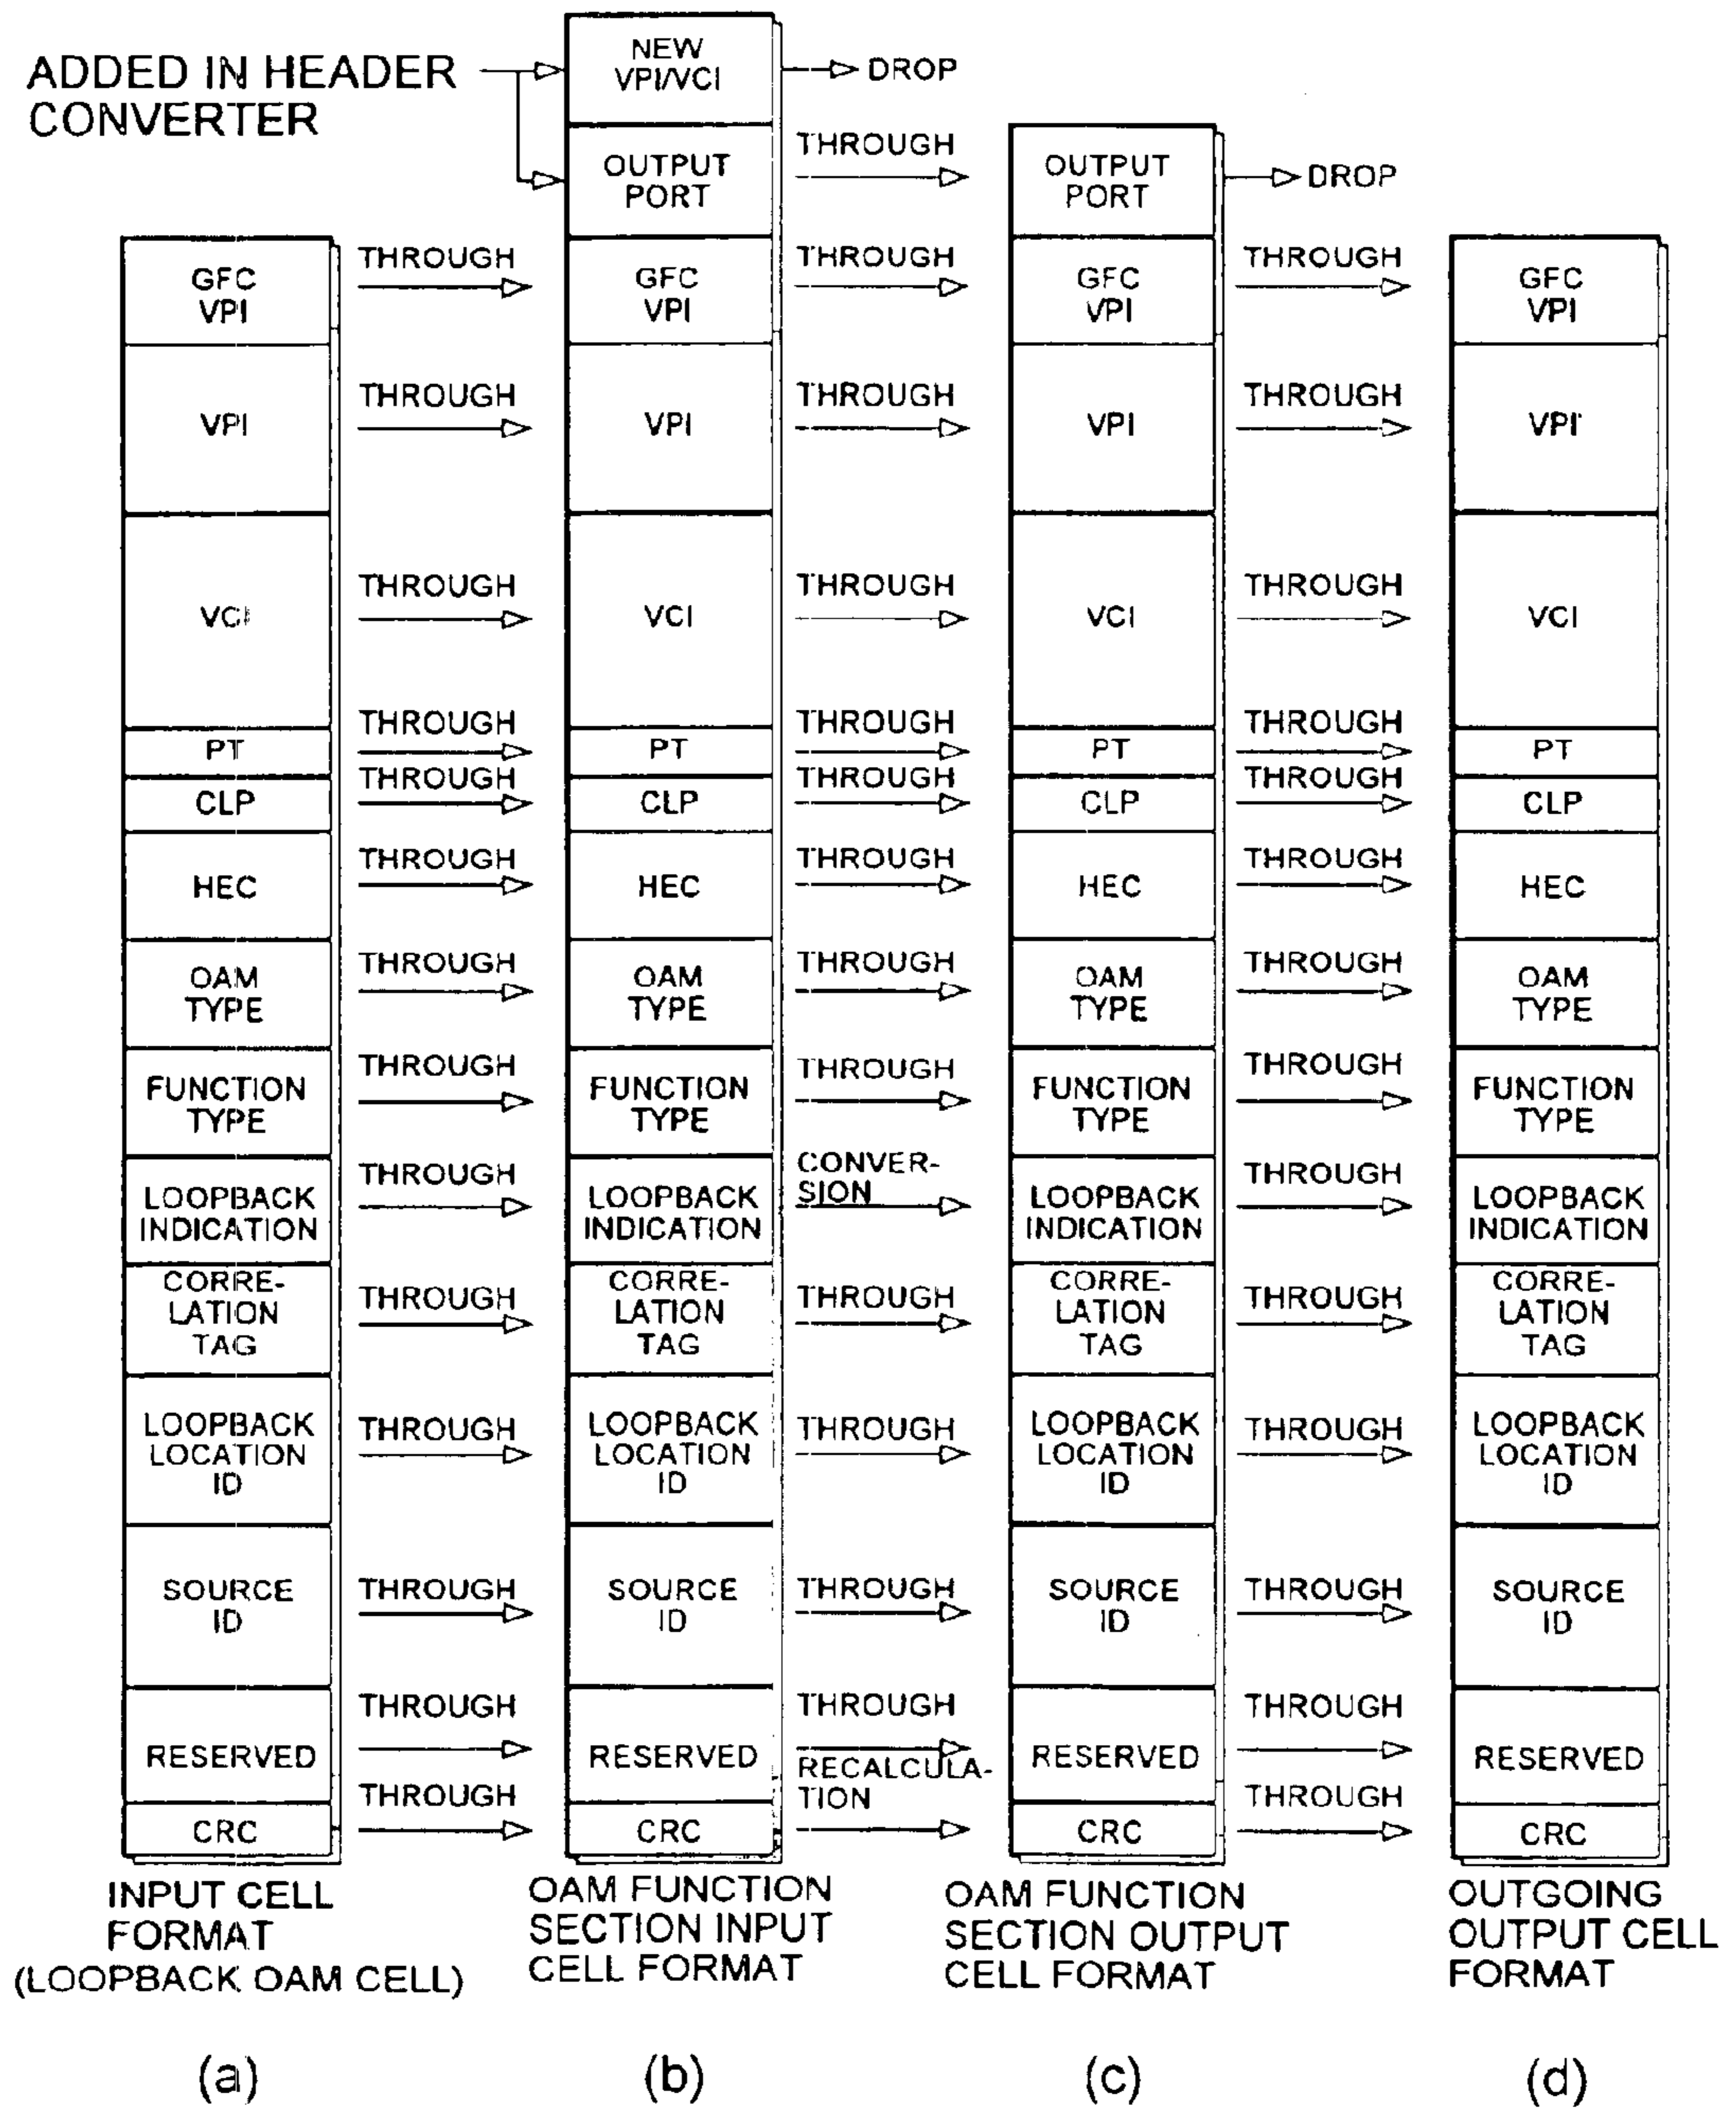 ADDED IN HEADER
CONVERTER
NEW
VPI/VCI
DROP
OUTPUT
PORT
THROUGH
OUTPUT
PORT
DROP
GFC
VPI
THROUGH
GFC
VPI
THROUGH
GFC
VPI
THROUGH
GFC
VPI
VPI
THROUGH
VPI
THROUGH
VPI
THROUGH
VPI
VCI
THROUGH
VCI
THROUGH
VCI
THROUGH
VCI
PT
THROUGH
PT
THROUGH
PT
THROUGH
PT
CLP
THROUGH
CLP
THROUGH
CLP
THROUGH
CLP
HEC
THROUGH
HEC
THROUGH
HEC
THROUGH
HEC
OAM
TYPE
THROUGH
OAM
TYPE
THROUGH
OAM
TYPE
THROUGH
OAM
TYPE
FUNCTION
TYPE
THROUGH
FUNCTION
TYPE
THROUGH
FUNCTION
TYPE
THROUGH
FUNCTION
TYPE
LOOPBACK
INDICATION
THROUGH
LOOPBACK
INDICATION
CONVER-
SION
LOOPBACK
INDICATION
THROUGH
LOOPBACK
INDICATION
CORRE-
LATION
TAG
THROUGH
CORRE-
LATION
TAG
THROUGH
CORRE-
LATION
TAG
THROUGH
CORRE-
LATION
TAG
LOOPBACK
LOCATION
ID
THROUGH
LOOPBACK
LOCATION
ID
THROUGH
LOOPBACK
LOCATION
ID
THROUGH
LOOPBACK
LOCATION
ID
SOURCE
ID
THROUGH
SOURCE
ID
THROUGH
SOURCE
ID
THROUGH
SOURCE
ID
RESERVED
THROUGH
RESERVED
THROUGH
RESERVED
THROUGH
RESERVED
CRC
THROUGH
CRC
RECALCULA-
TION
CRC
THROUGH
CRC
INPUT CELL
FORMAT
(LOOPBACK OAM CELL)
OAM FUNCTION
SECTION INPUT
CELL FORMAT
OAM FUNCTION
SECTION OUTPUT
CELL FORMAT
OUTGOING
OUTPUT CELL
FORMAT
(a)
(b)
(c)
(d)